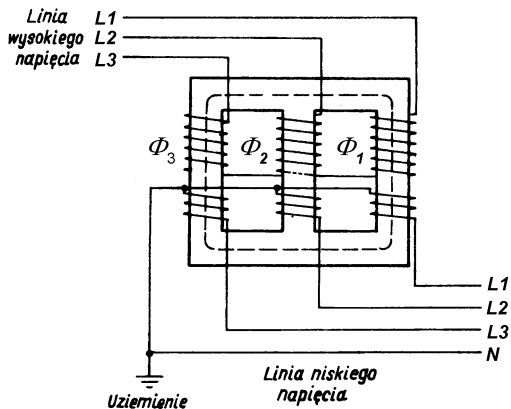 Linia L1
wysokiego L2
napięcia L3
Φ3 Φ2 Φ1
L1
L2
L3
N
Linia niskiego
napięcia
Uziemienie